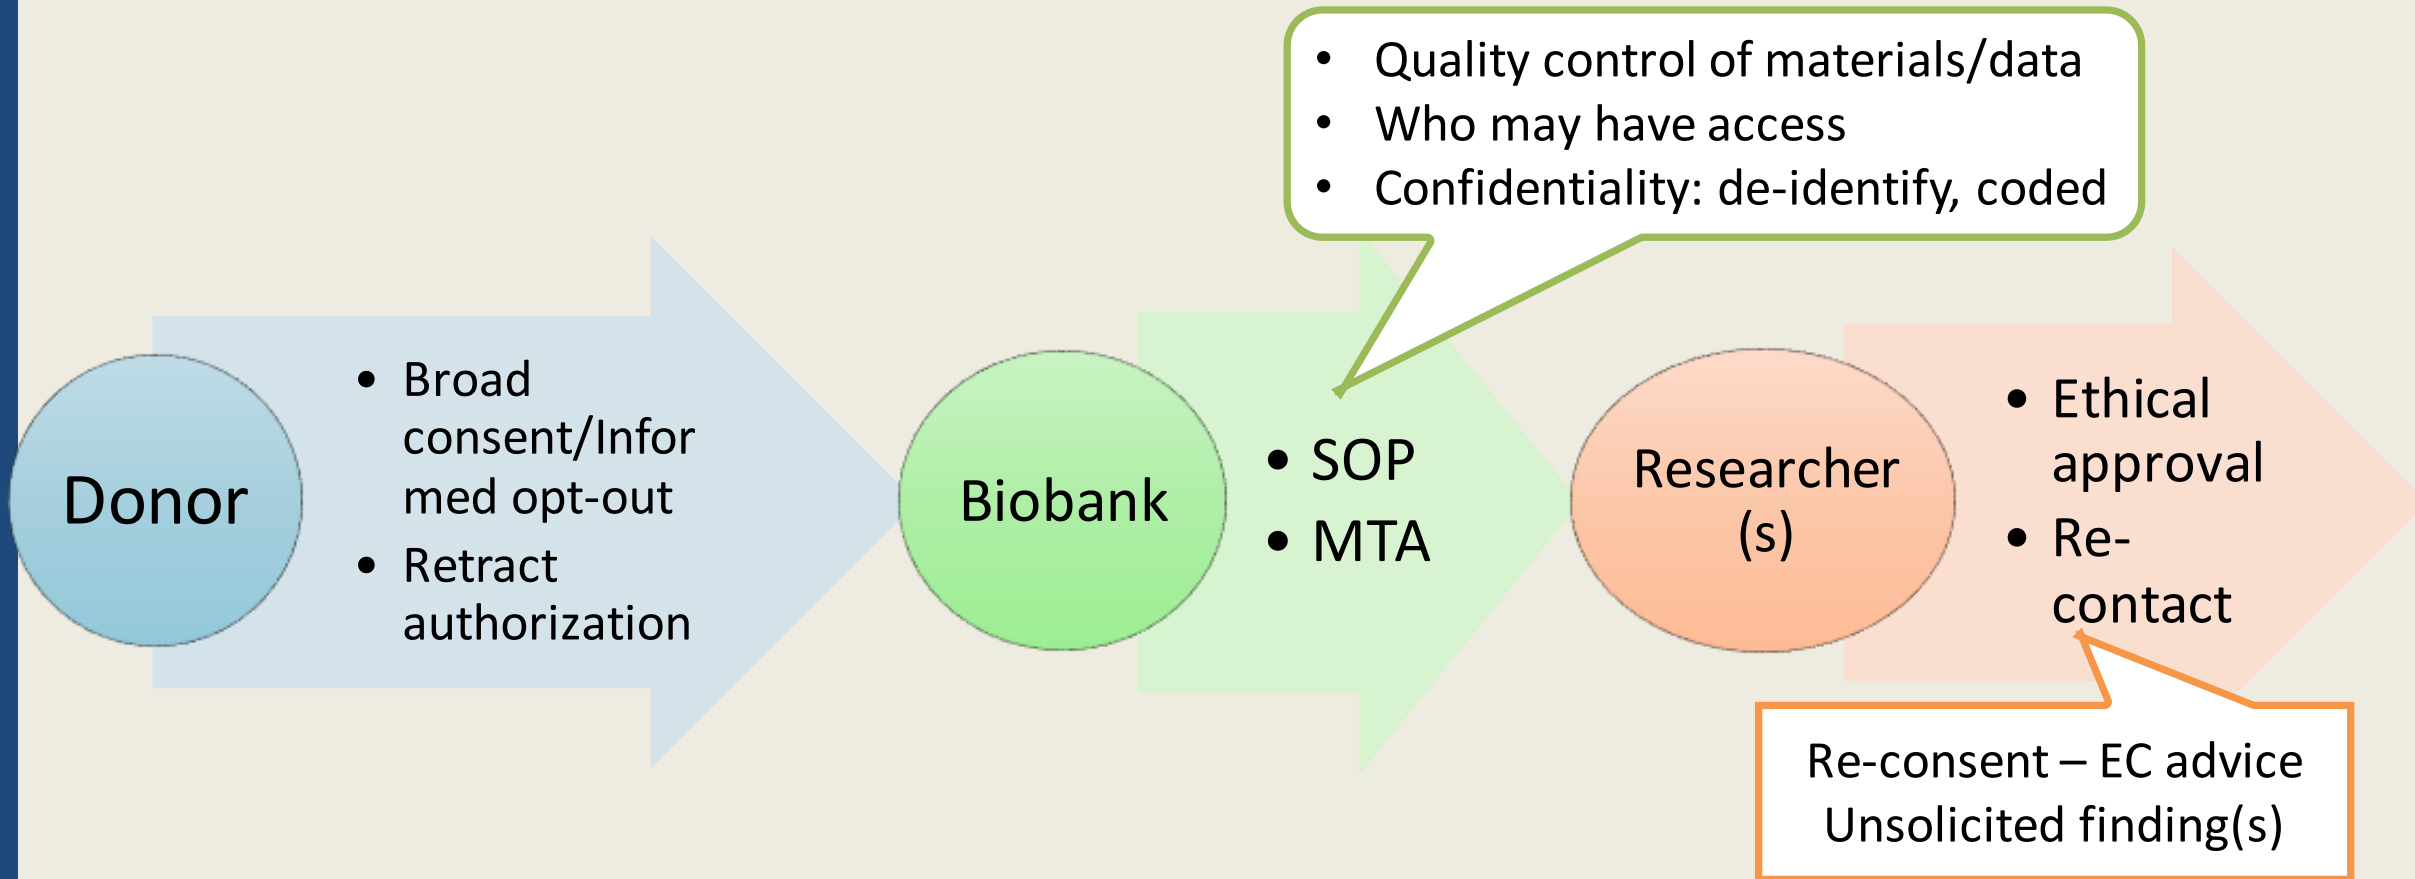 • Quality control of materials/data
• Who may have access
• Confidentiality: de-identify, coded
Donor
• Broad
consent/Infor
med opt-out
• Retract
authorization
Biobank
• SOP
• MTA
Researcher
(s)
• Ethical
approval
• Re-
contact
Re-consent – EC advice
Unsolicited finding(s)